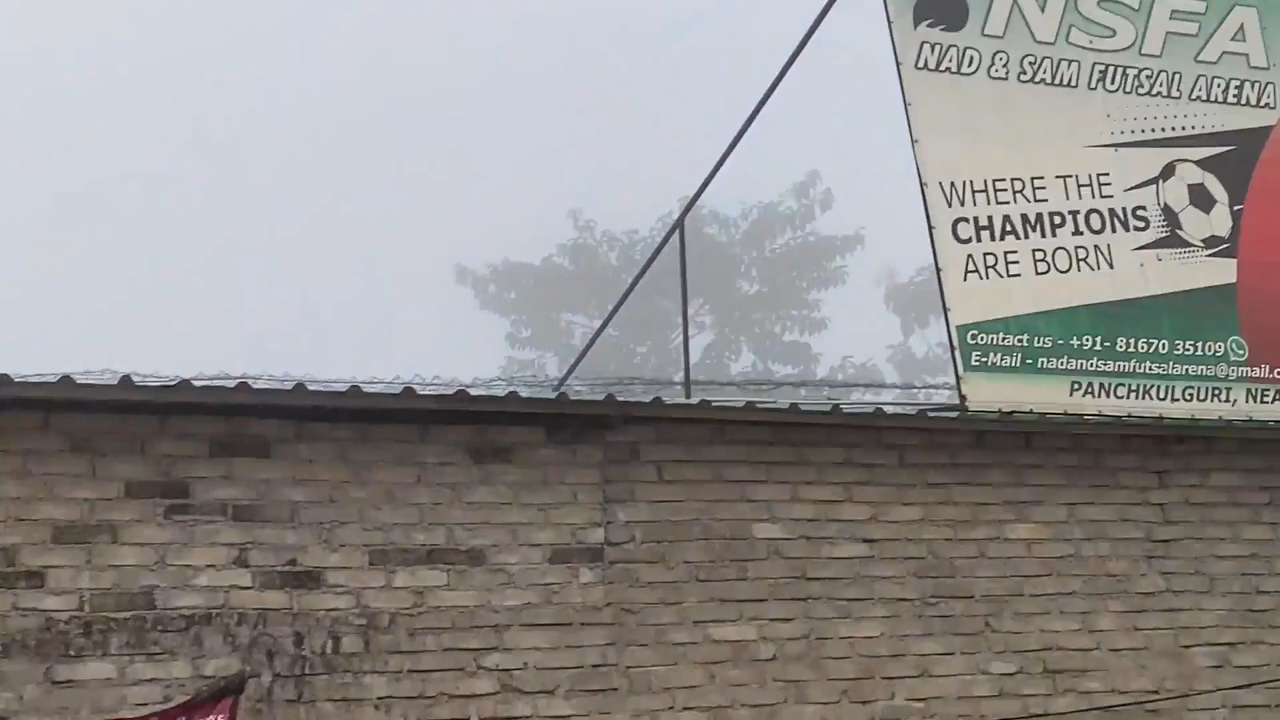 NSFA
NAD & SAM FUTSAL ARENA
WHERE THE
CHAMPIONS
ARE BORN
Contact us - +91- 81670 35109
E-Mail - nadandsamfutsalarena@gmail.c
PANCHKULGURI, NEA